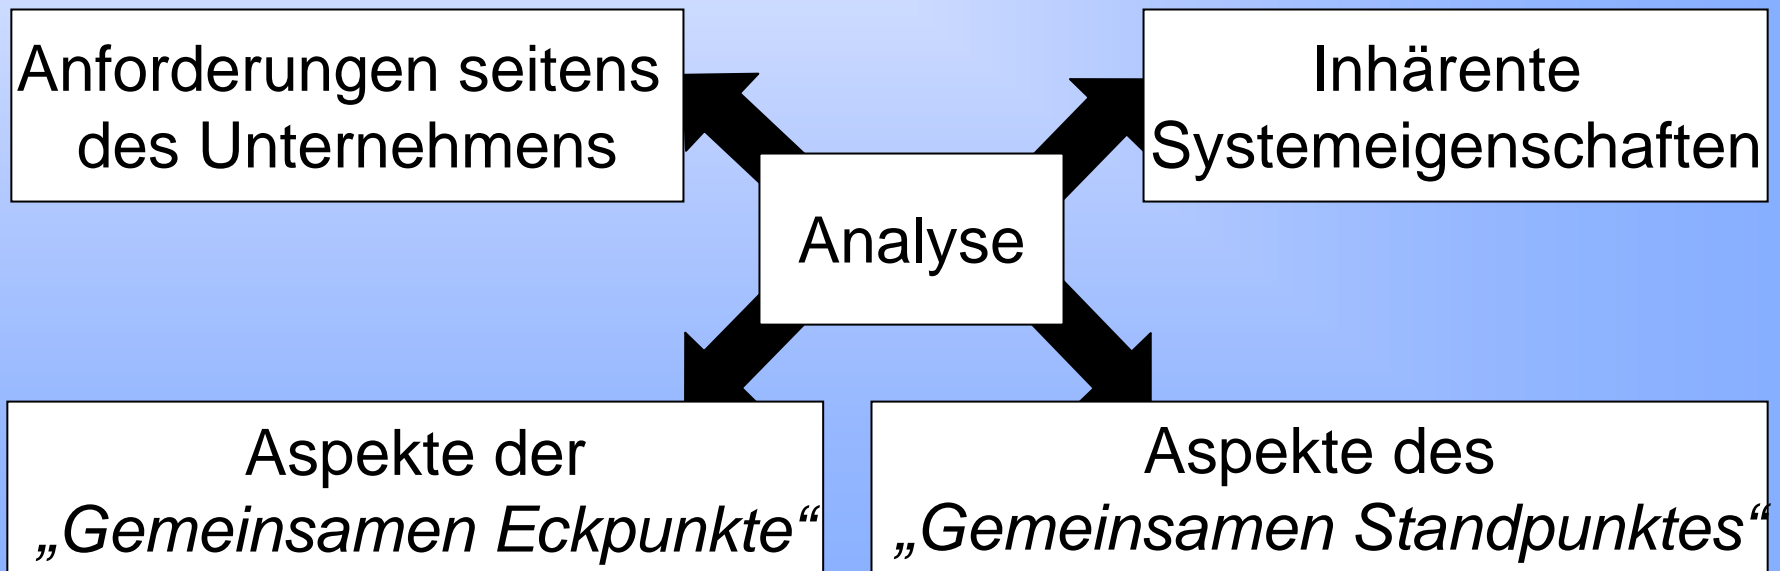 Anforderungen seitens
des Unternehmens
Inhärente
Systemeigenschaften
Analyse
Aspekte der
„Gemeinsamen Eckpunkte“
Aspekte des
„Gemeinsamen Standpunktes“